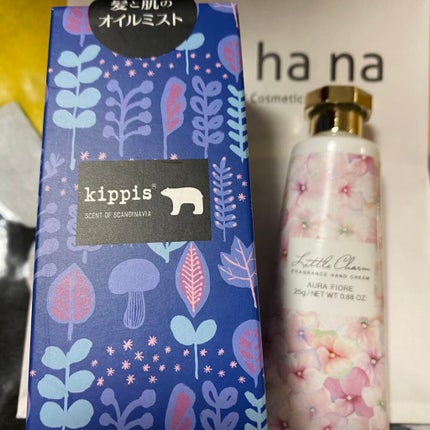 髪と肌の
オイルミスト
kippis®
SCENT OF SCANDINAVIA
ha na
Cosmetic
Little Charm
FRAGRANCE HAND CREAM
AURA FIORE
25g/NET WT 0.88 OZ